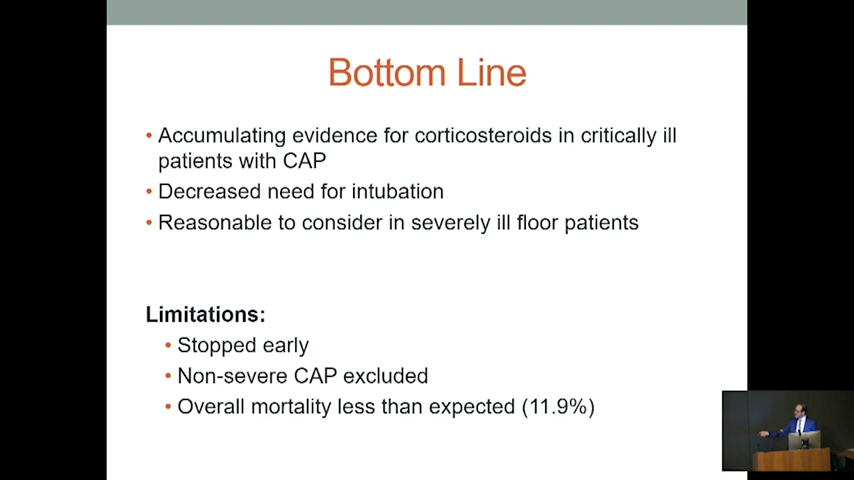 Bottom Line
• Accumulating evidence for corticosteroids in critically ill
patients with CAP
• Decreased need for intubation
• Reasonable to consider in severely ill floor patients
Limitations:
• Stopped early
• Non-severe CAP excluded
• Overall mortality less than expected (11.9%)